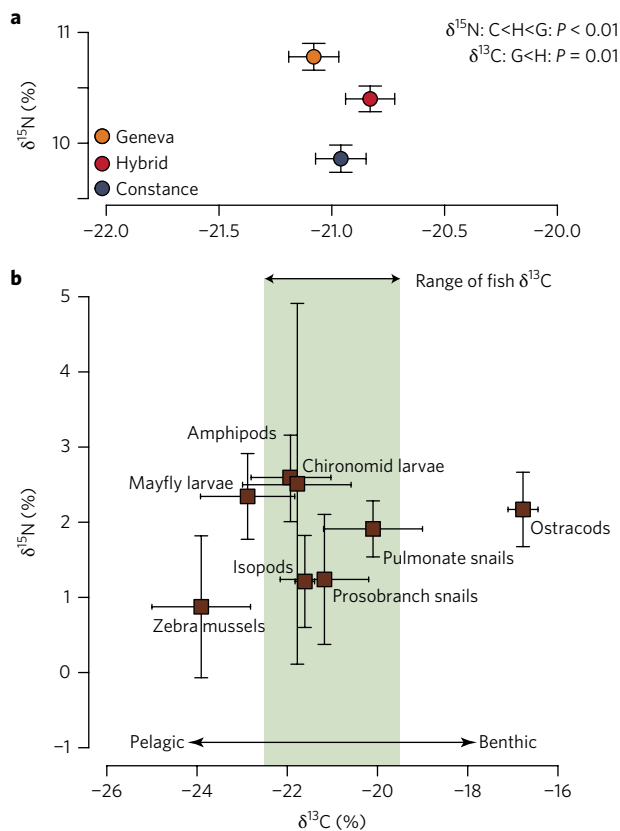 a
δ15N: C<H<G: P < 0.01
δ13C: G<H: P = 0.01
11
10
δ15N (%)
Geneva
Hybrid
Constance
−22.0 −21.5 −21.0 −20.5 −20.0
b
Range of fish δ13C
5
4
3
2
1
0
−1
δ15N (%)
Amphipods
Chironomid larvae
Mayfly larvae
Ostracods
Pulmonate snails
Isopods
Prosobranch snails
Zebra mussels
Pelagic
Benthic
−26 −24 −22 −20 −18 −16
δ13C (%)